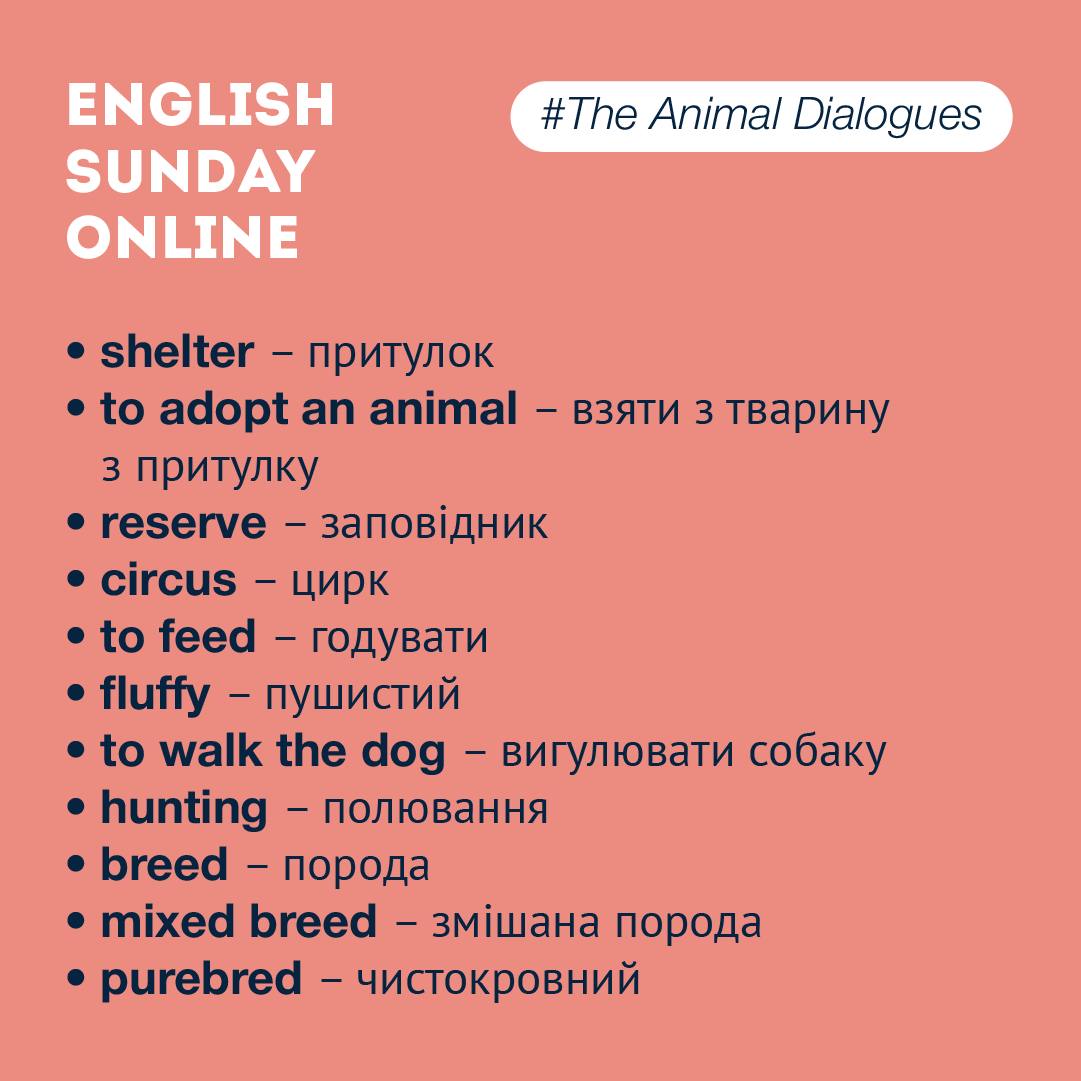 ENGLISH
SUNDAY
ONLINE
#The Animal Dialogues
• shelter – притулок
• to adopt an animal – взяти з тварину
з притулку
• reserve – заповідник
• circus – цирк
• to feed – годувати
• fluffy – пушистий
• to walk the dog – вигулювати собаку
• hunting – полювання
• breed – порода
• mixed breed – змішана порода
• purebred – чистокровний